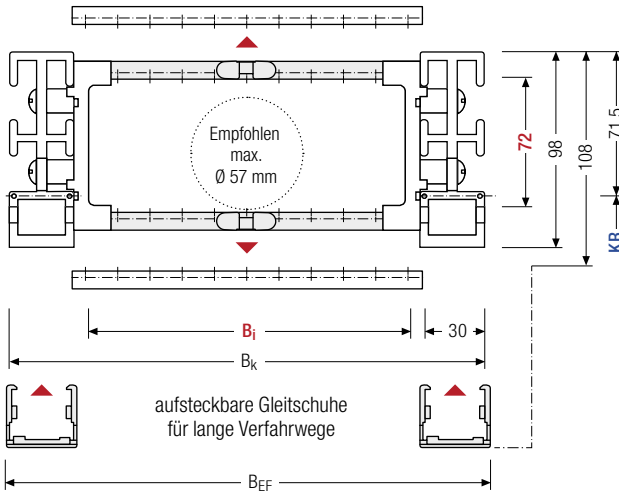 Empfohlen
max.
Ø 57 mm
72
98
108
71,5
KR
Bi
30
Bk
aufsteckbare Gleitschuhe
für lange Verfahrwege
BEF